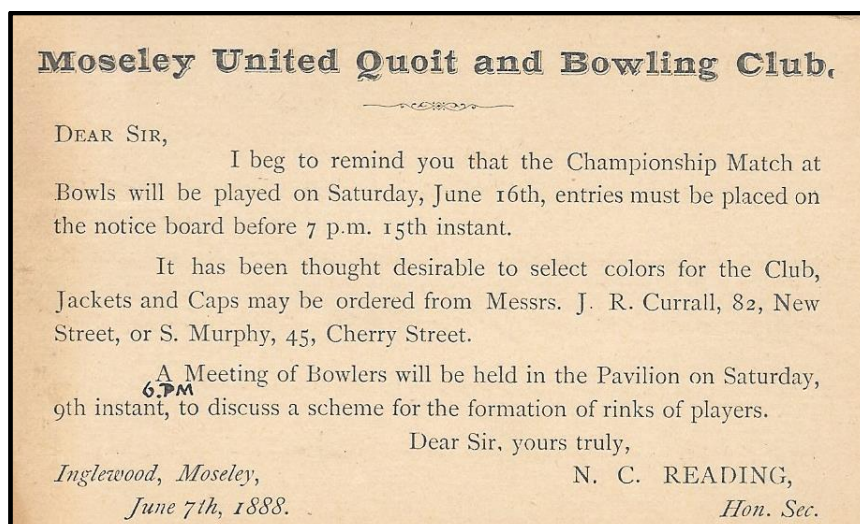 Moseley United Quoit and Bowling Club.
DEAR SIR,
I beg to remind you that the Championship Match at
Bowls will be played on Saturday, June 16th, entries must be placed on
the notice board before 7 p.m. 15th instant.
It has been thought desirable to select colors for the Club,
Jackets and Caps may be ordered from Messrs. J. R. Currall, 82, New
Street, or S. Murphy, 45, Cherry Street.
A Meeting of Bowlers will be held in the Pavilion on Saturday,
6.PM
9th instant, to discuss a scheme for the formation of rinks of players.
Dear Sir, yours truly,
Inglewood, Moseley, N. C. READING,
June 7th, 1888. Hon. Sec.